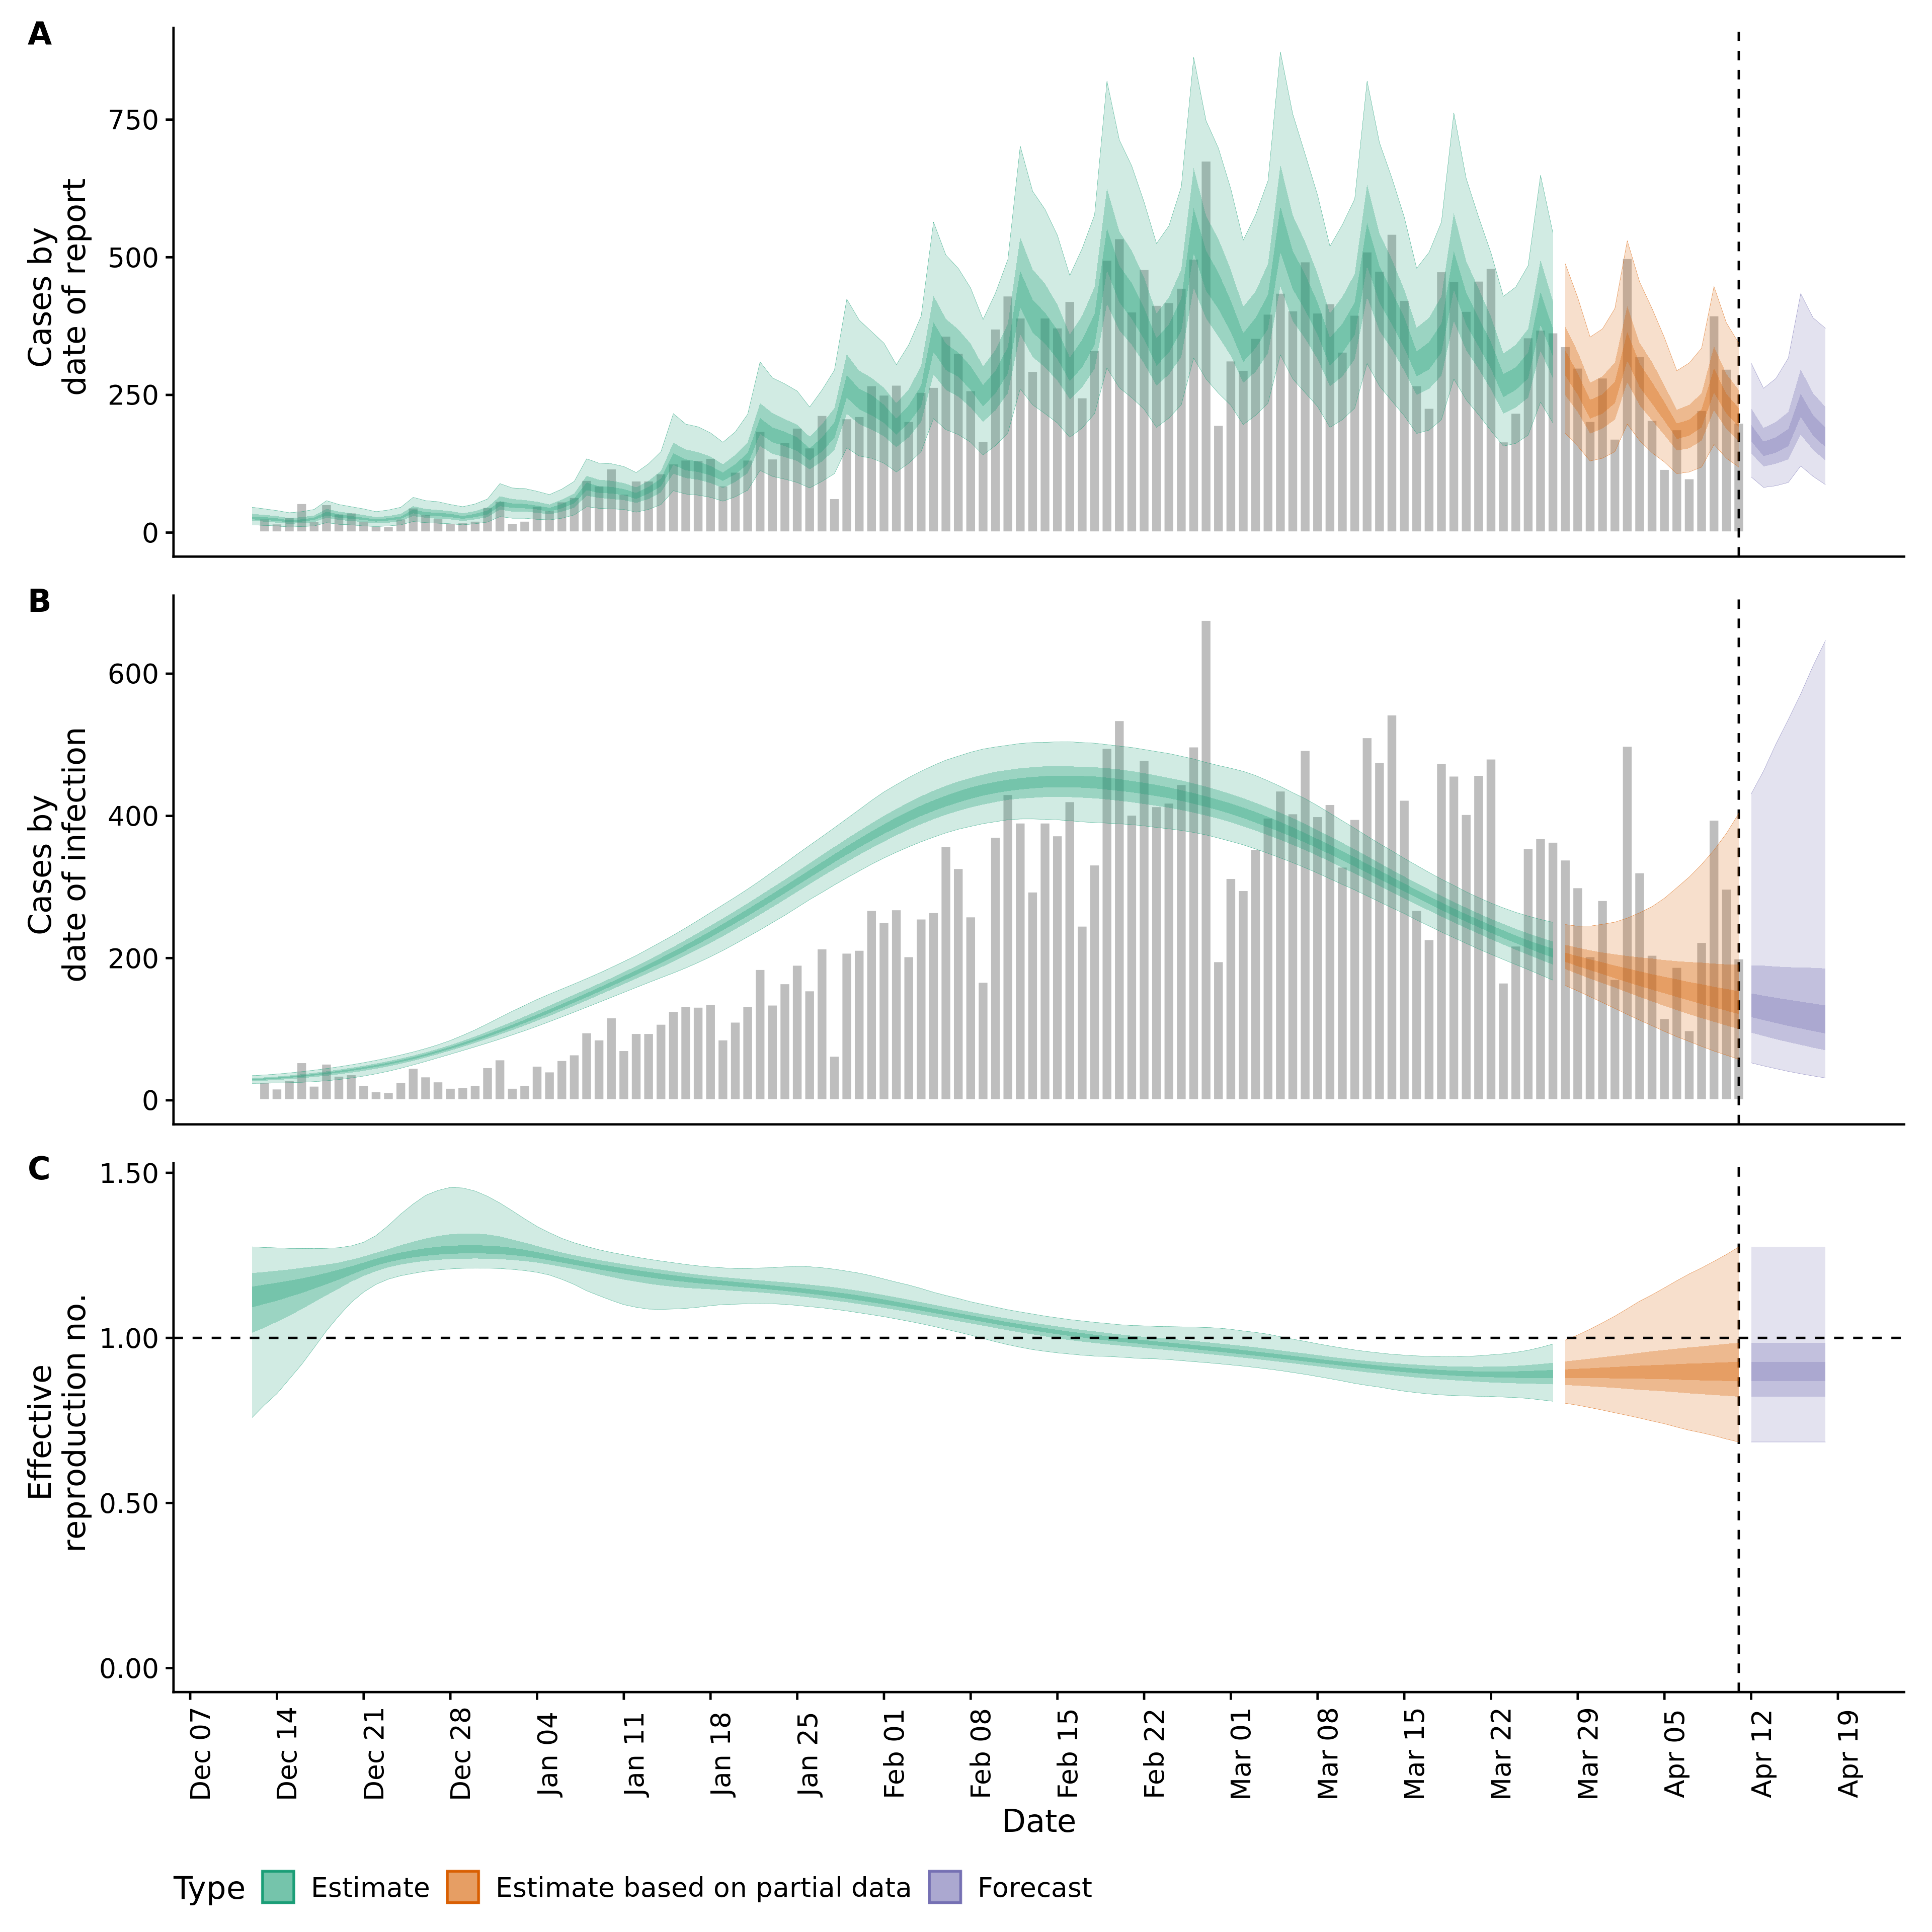 A
750
500
250
0
Cases by
date of report
B
600
400
200
0
Cases by
date of infection
C
1.50
1.00
0.50
0.00
Effective
reproduction no.
Dec 07
Dec 14
Dec 21
Dec 28
Jan 04
Jan 11
Jan 18
Jan 25
Feb 01
Feb 08
Feb 15
Feb 22
Mar 01
Mar 08
Mar 15
Mar 22
Mar 29
Apr 05
Apr 12
Apr 19
Date
Type Estimate Estimate based on partial data Forecast